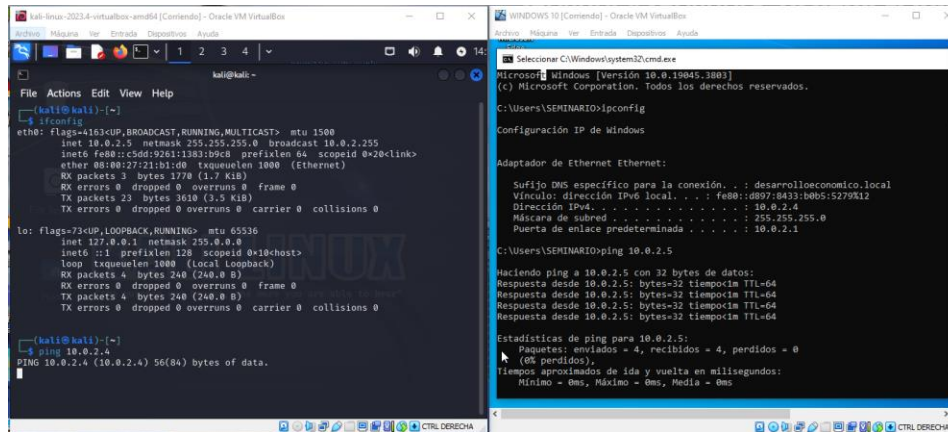 kali-linux-2023.4-virtualbox-amd64 [Corriendo] - Oracle VM VirtualBox
Archivo Máquina Ver Entrada Dispositivos Ayuda
1 2 3 4
14:
kali@kali: ~
File Actions Edit View Help
(kali㉿kali)-[~]
$ ifconfig
eth0: flags=4163<UP,BROADCAST,RUNNING,MULTICAST> mtu 1500
inet 10.0.2.5 netmask 255.255.255.0 broadcast 10.0.2.255
inet6 fe80::c5dd:9261:1383:b9c8 prefixlen 64 scopeid 0×20<link>
ether 08:00:27:21:b1:d0 txqueuelen 1000 (Ethernet)
RX packets 3 bytes 1770 (1.7 KiB)
RX errors 0 dropped 0 overruns 0 frame 0
TX packets 23 bytes 3610 (3.5 KiB)
TX errors 0 dropped 0 overruns 0 carrier 0 collisions 0
lo: flags=73<UP,LOOPBACK,RUNNING> mtu 65536
inet 127.0.0.1 netmask 255.0.0.0
inet6 ::1 prefixlen 128 scopeid 0×10<host>
loop txqueuelen 1000 (Local Loopback)
RX packets 4 bytes 240 (240.0 B)
RX errors 0 dropped 0 overruns 0 frame 0
TX packets 4 bytes 240 (240.0 B)
TX errors 0 dropped 0 overruns 0 carrier 0 collisions 0
(kali㉿kali)-[~]
$ ping 10.0.2.4
PING 10.0.2.4 (10.0.2.4) 56(84) bytes of data.
CTRL DERECHA
WINDOWS 10 [Corriendo] - Oracle VM VirtualBox
Archivo Máquina Ver Entrada Dispositivos Ayuda
Seleccionar C:\Windows\system32\cmd.exe
Microsoft Windows [Versión 10.0.19045.3803]
(c) Microsoft Corporation. Todos los derechos reservados.
C:\Users\SEMINARIO>ipconfig
Configuración IP de Windows
Adaptador de Ethernet Ethernet:
Sufijo DNS específico para la conexión. . : desarrolloeconomico.local
Vínculo: dirección IPv6 local. . . : fe80::d897:8433:b0b5:5279%12
Dirección IPv4. . . . . . . . . . . . . . : 10.0.2.4
Máscara de subred . . . . . . . . . . . . : 255.255.255.0
Puerta de enlace predeterminada . . . . . : 10.0.2.1
C:\Users\SEMINARIO>ping 10.0.2.5
Haciendo ping a 10.0.2.5 con 32 bytes de datos:
Respuesta desde 10.0.2.5: bytes=32 tiempo<1m TTL=64
Respuesta desde 10.0.2.5: bytes=32 tiempo<1m TTL=64
Respuesta desde 10.0.2.5: bytes=32 tiempo<1m TTL=64
Respuesta desde 10.0.2.5: bytes=32 tiempo<1m TTL=64
Estadísticas de ping para 10.0.2.5:
Paquetes: enviados = 4, recibidos = 4, perdidos = 0
(0% perdidos),
Tiempos aproximados de ida y vuelta en milisegundos:
Mínimo = 0ms, Máximo = 0ms, Media = 0ms
CTRL DERECHA